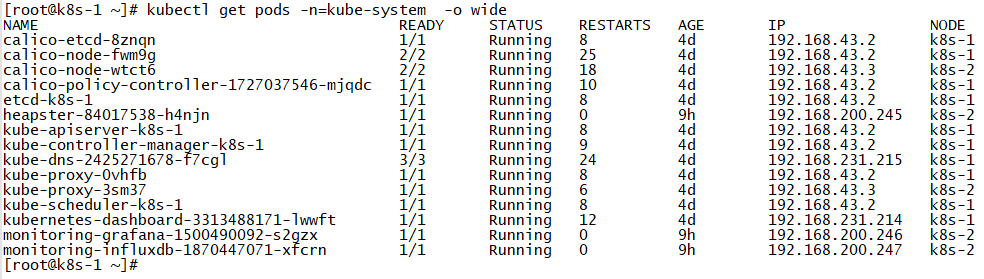 [root@k8s-1 ~]# kubectl get pods -n=kube-system  -o wide
NAME                                        READY     STATUS    RESTARTS   AGE       IP                NODE
calico-etcd-8znqn                           1/1       Running   8          4d        192.168.43.2      k8s-1
calico-node-fwm9g                           2/2       Running   25         4d        192.168.43.2      k8s-1
calico-node-wtct6                           2/2       Running   18         4d        192.168.43.3      k8s-2
calico-policy-controller-1727037546-mjqdc   1/1       Running   10         4d        192.168.43.2      k8s-1
etcd-k8s-1                                  1/1       Running   8          4d        192.168.43.2      k8s-1
heapster-84017538-h4njn                     1/1       Running   0          9h        192.168.200.245   k8s-2
kube-apiserver-k8s-1                        1/1       Running   8          4d        192.168.43.2      k8s-1
kube-controller-manager-k8s-1               1/1       Running   9          4d        192.168.43.2      k8s-1
kube-dns-2425271678-f7cgl                   3/3       Running   24         4d        192.168.231.215   k8s-1
kube-proxy-0vhfb                            1/1       Running   8          4d        192.168.43.2      k8s-1
kube-proxy-3sm37                            1/1       Running   6          4d        192.168.43.3      k8s-2
kube-scheduler-k8s-1                        1/1       Running   8          4d        192.168.43.2      k8s-1
kubernetes-dashboard-3313488171-lwwft       1/1       Running   12         4d        192.168.231.214   k8s-1
monitoring-grafana-1500490092-s2gzx         1/1       Running   0          9h        192.168.200.246   k8s-2
monitoring-influxdb-1870447071-xfcrn        1/1       Running   0          9h        192.168.200.247   k8s-2
[root@k8s-1 ~]#